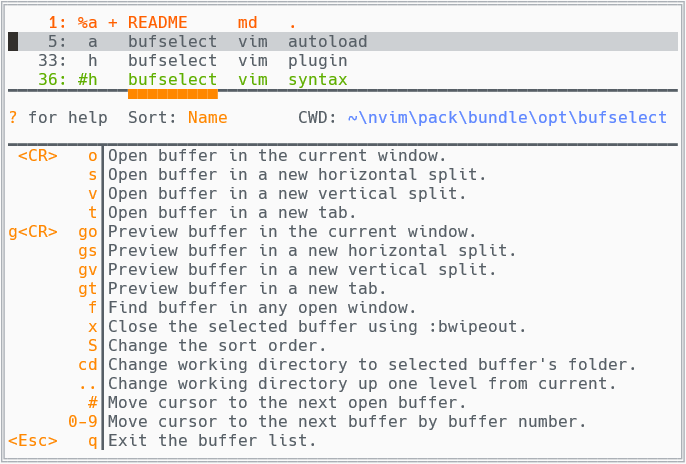 1: %a + README md .
5: a bufselect vim autoload
33: h bufselect vim plugin
36: #h bufselect vim syntax
? for help Sort: Name CWD: ~\nvim\pack\bundle\opt\bufselect
<CR> o Open buffer in the current window.
s Open buffer in a new horizontal split.
v Open buffer in a new vertical split.
t Open buffer in a new tab.
g<CR> go Preview buffer in the current window.
gs Preview buffer in a new horizontal split.
gv Preview buffer in a new vertical split.
gt Preview buffer in a new tab.
f Find buffer in any open window.
x Close the selected buffer using :bwipeout.
S Change the sort order.
cd Change working directory to selected buffer's folder.
.. Change working directory up one level from current.
# Move cursor to the next open buffer.
0-9 Move cursor to the next buffer by buffer number.
<Esc> q Exit the buffer list.